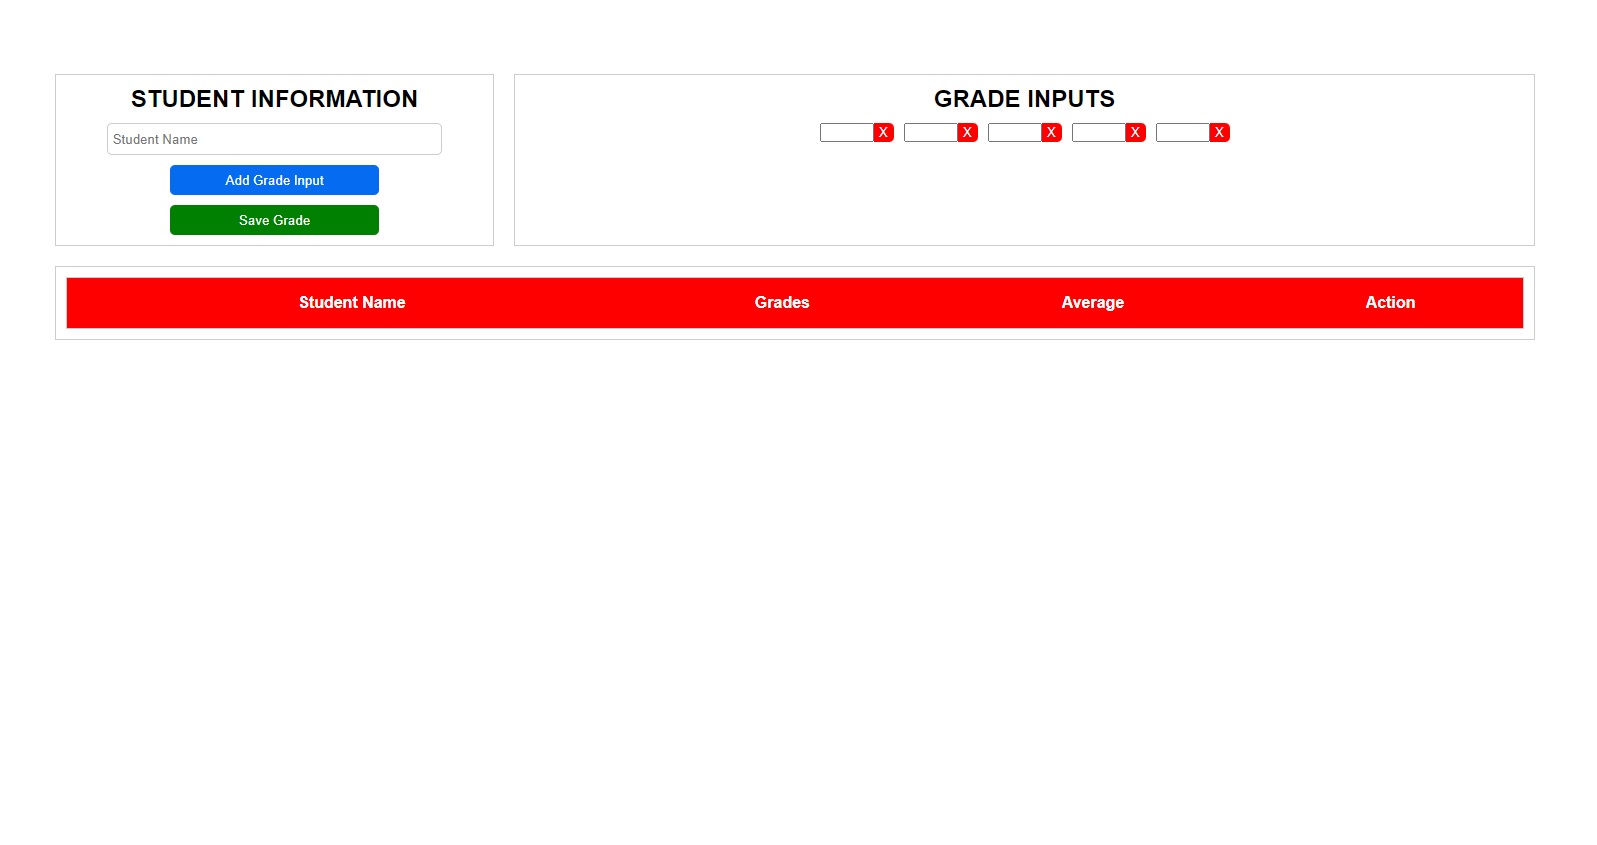 STUDENT INFORMATION
Student Name
Add Grade Input
Save Grade
GRADE INPUTS
X X X X X
Student Name Grades Average Action